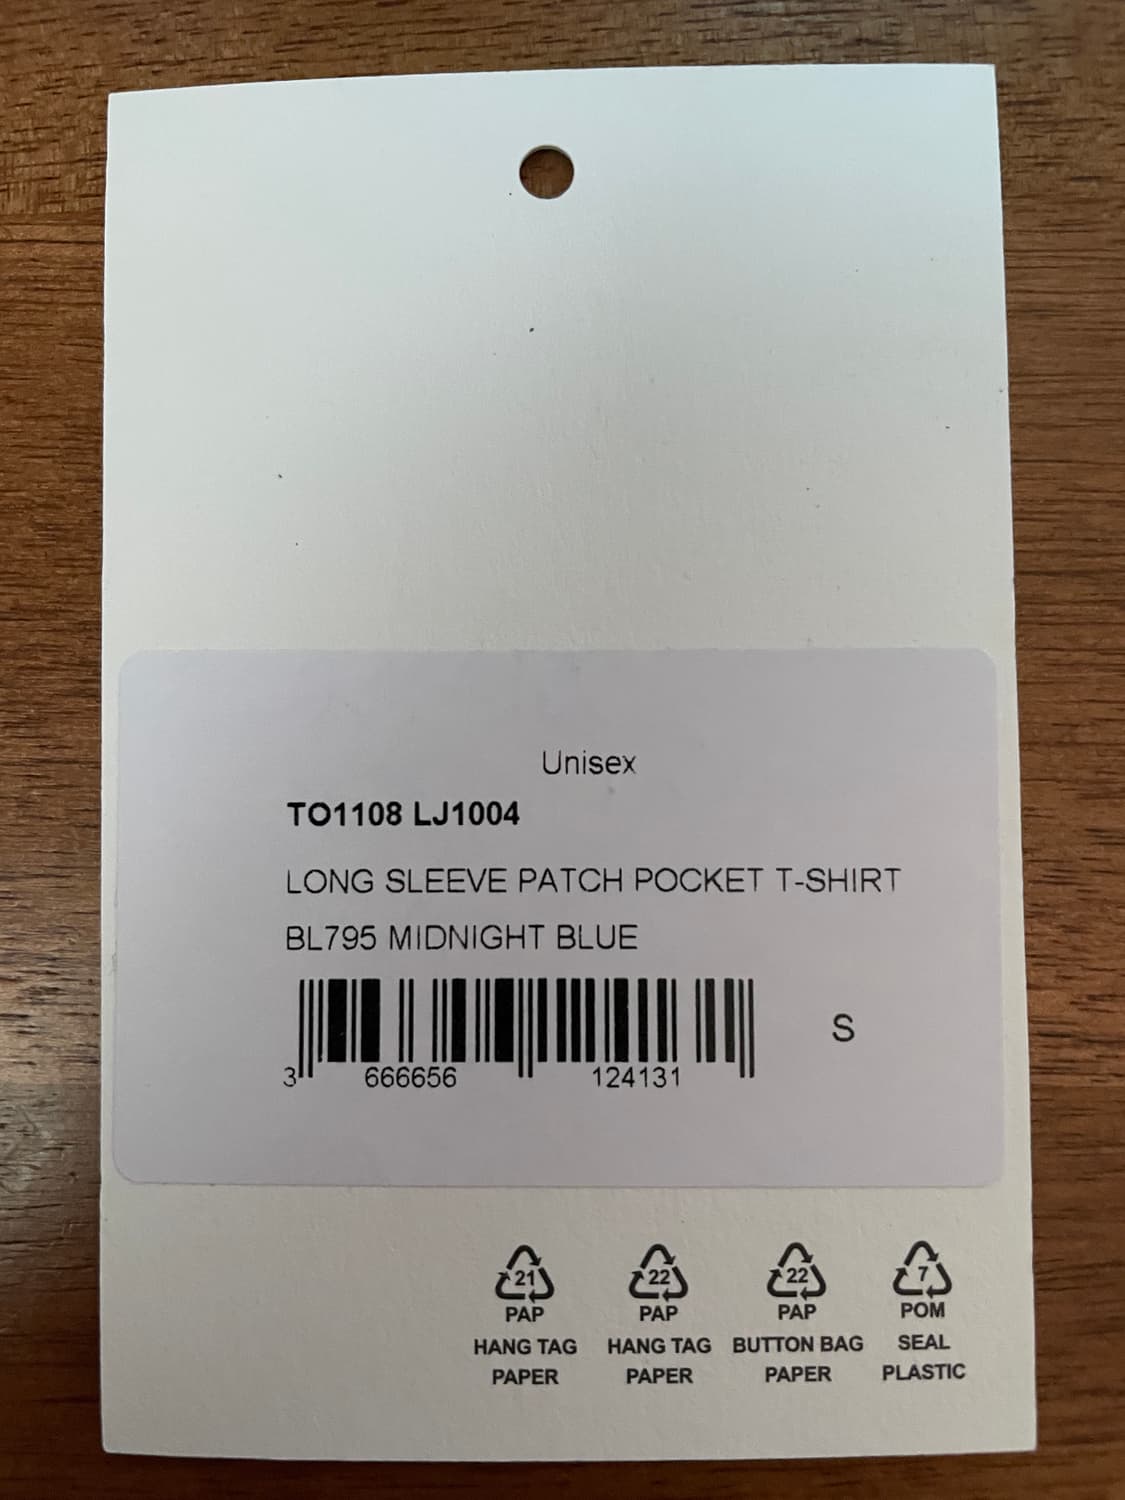 Unisex
TO1108 LJ1004
LONG SLEEVE PATCH POCKET T-SHIRT
BL795 MIDNIGHT BLUE
S
3 666656 124131
21 22 22 7
PAP PAP PAP POM
HANG TAG HANG TAG BUTTON BAG SEAL
PAPER PAPER PAPER PLASTIC